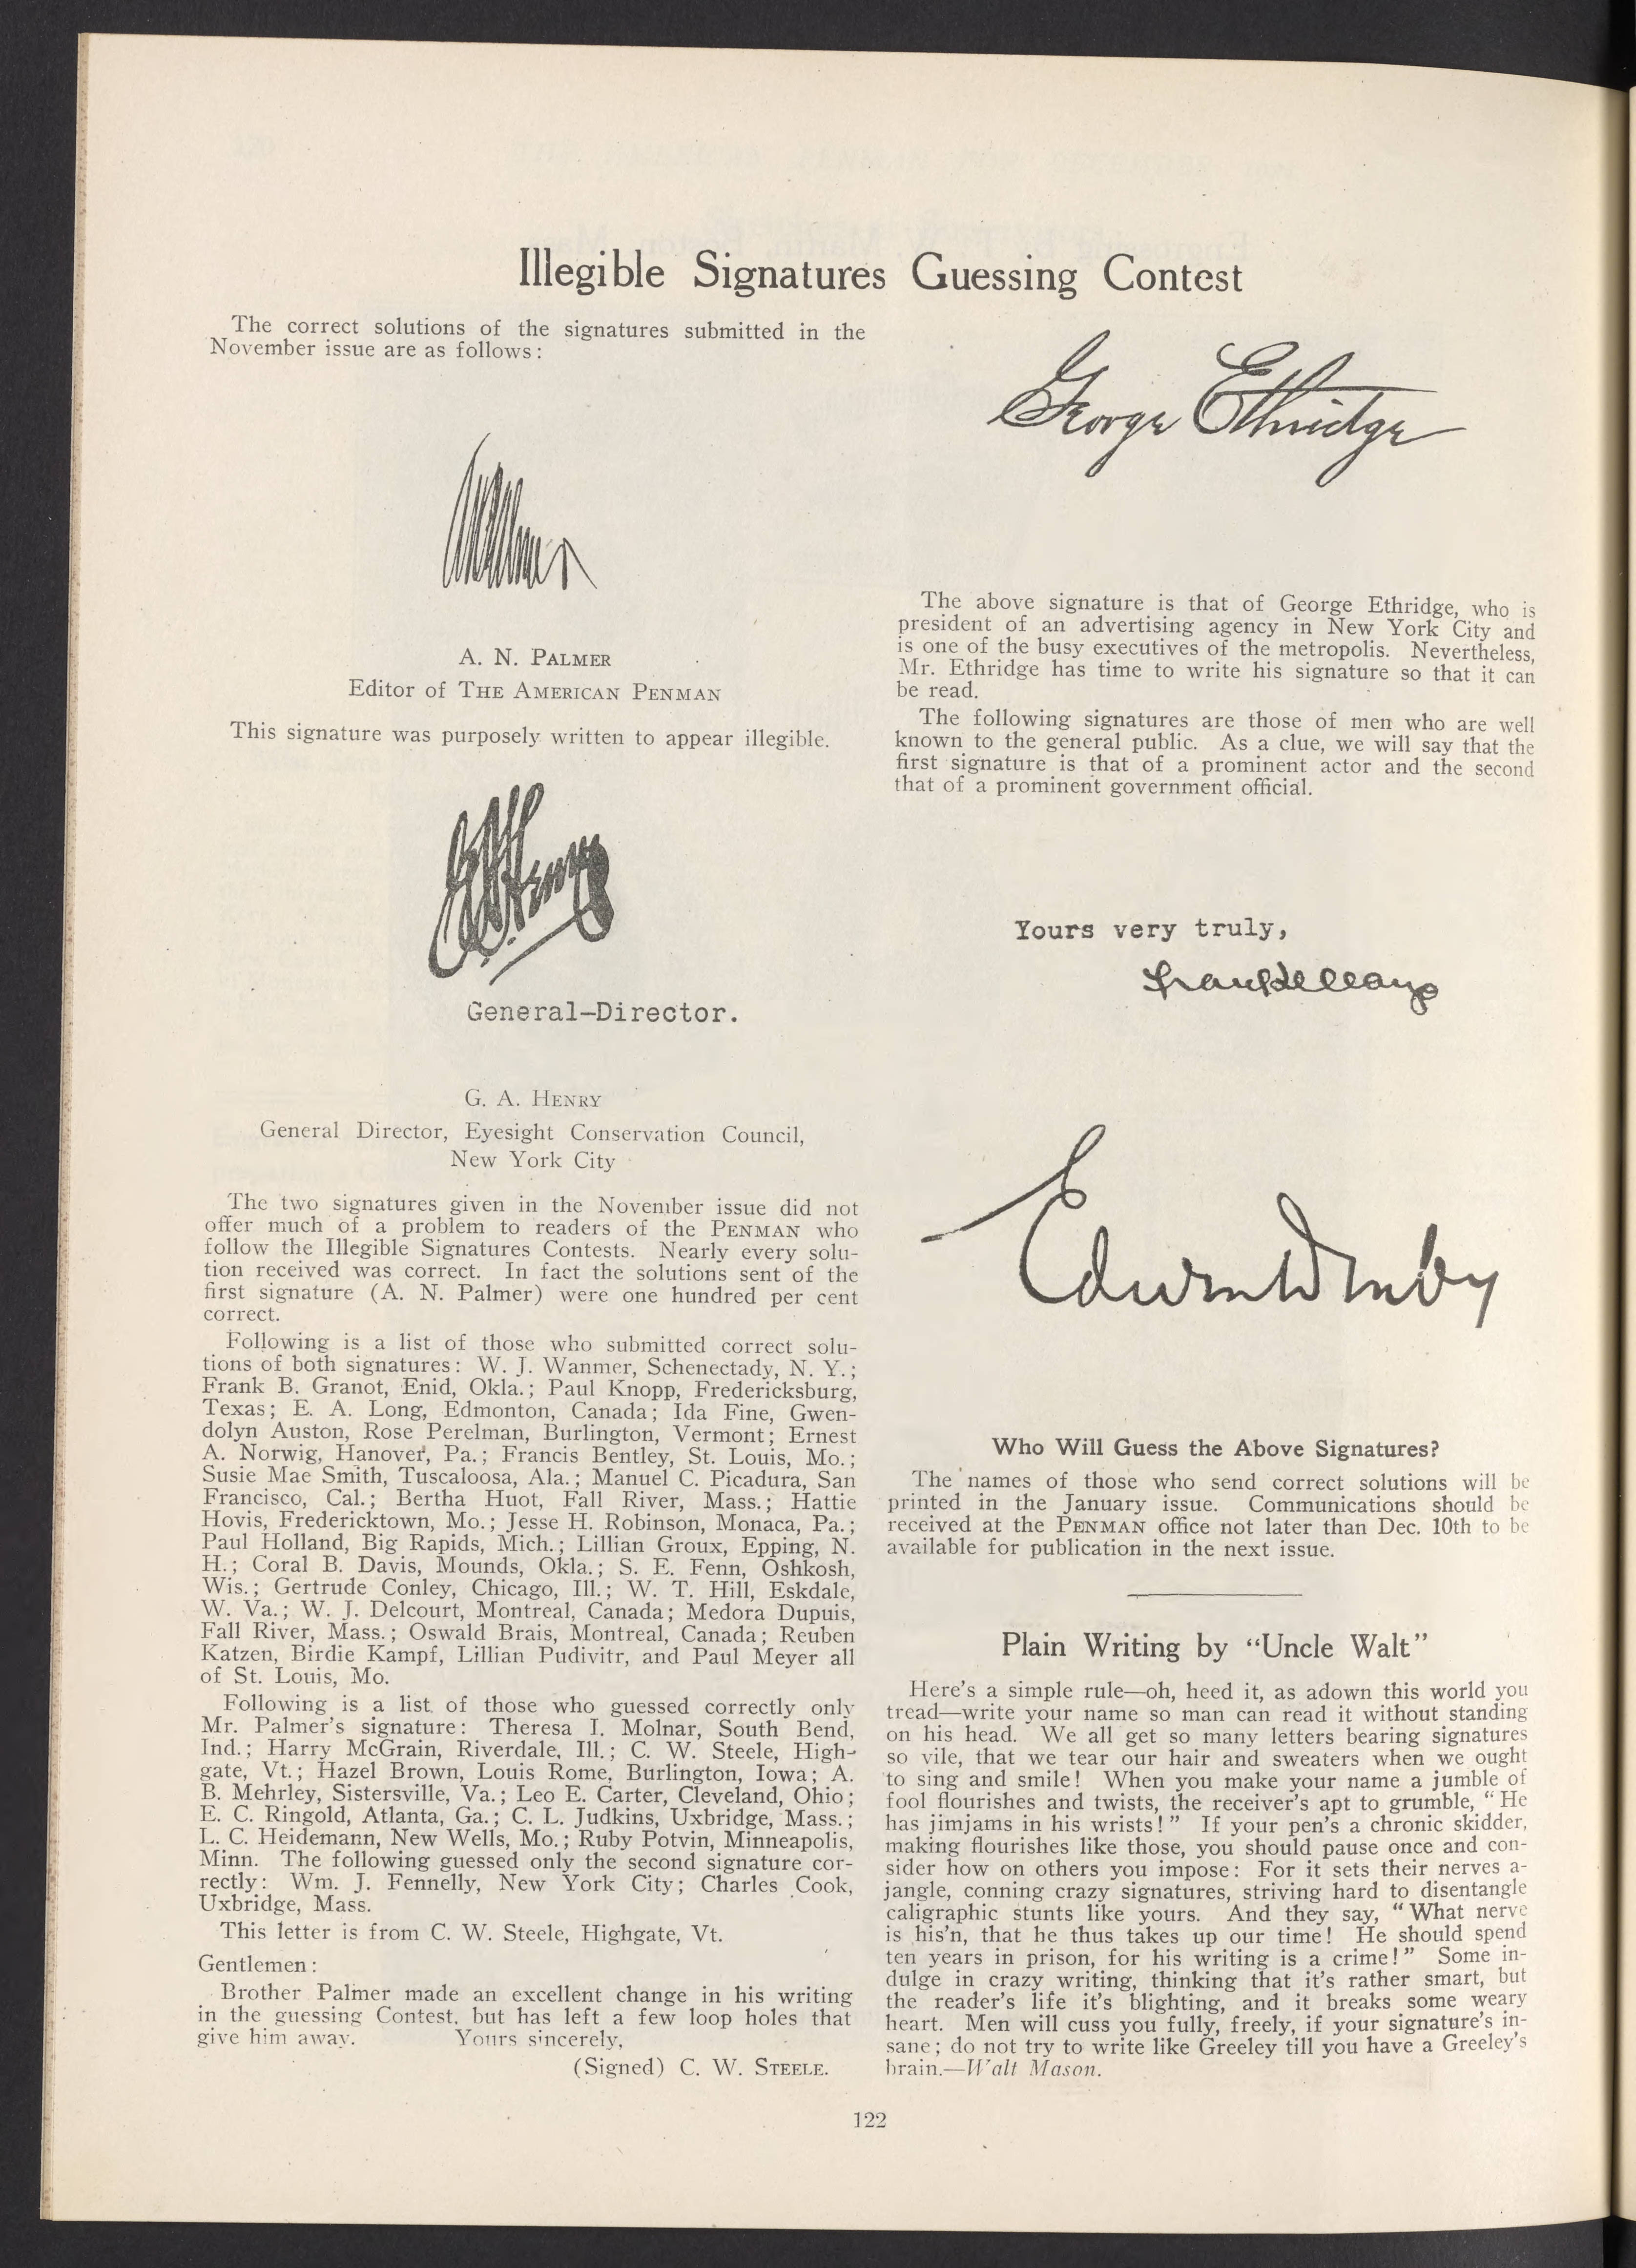 Illegible Signatures Guessing Contest
The correct solutions of the signatures submitted in the
November issue are as follows:
A. N. PALMER
Editor of THE AMERICAN PENMAN
This signature was purposely written to appear illegible.
General-Director.
G. A. HENRY
General Director, Eyesight Conservation Council,
New York City
The two signatures given in the November issue did not
offer much of a problem to readers of the PENMAN who
follow the Illegible Signatures Contests. Nearly every solu-
tion received was correct. In fact the solutions sent of the
first signature (A. N. Palmer) were one hundred per cent
correct.
Following is a list of those who submitted correct solu-
tions of both signatures: W. J. Wanmer, Schenectady, N. Y.;
Frank B. Granot, Enid, Okla.; Paul Knopp, Fredericksburg,
Texas; E. A. Long, Edmonton, Canada; Ida Fine, Gwen-
dolyn Auston, Rose Perelman, Burlington, Vermont; Ernest
A. Norwig, Hanover, Pa.; Francis Bentley, St. Louis, Mo.;
Susie Mae Smith, Tuscaloosa, Ala.; Manuel C. Picadura, San
Francisco, Cal.; Bertha Huot, Fall River, Mass.; Hattie
Hovis, Fredericktown, Mo.; Jesse H. Robinson, Monaca, Pa.;
Paul Holland, Big Rapids, Mich.; Lillian Groux, Epping, N.
H.; Coral B. Davis, Mounds, Okla.; S. E. Fenn, Oshkosh,
Wis.; Gertrude Conley, Chicago, Ill.; W. T. Hill, Eskdale,
W. Va.; W. J. Delcourt, Montreal, Canada; Medora Dupuis,
Fall River, Mass.; Oswald Brais, Montreal, Canada; Reuben
Katzen, Birdie Kampf, Lillian Pudivitr, and Paul Meyer all
of St. Louis, Mo.
Following is a list of those who guessed correctly only
Mr. Palmer's signature: Theresa I. Molnar, South Bend,
Ind.; Harry McGrain, Riverdale, Ill.; C. W. Steele, High-
gate, Vt.; Hazel Brown, Louis Rome, Burlington, Iowa; A.
B. Mehrley, Sistersville, Va.; Leo E. Carter, Cleveland, Ohio;
E. C. Ringold, Atlanta, Ga.; C. L. Judkins, Uxbridge, Mass.;
L. C. Heidemann, New Wells, Mo.; Ruby Potvin, Minneapolis,
Minn. The following guessed only the second signature cor-
rectly: Wm. J. Fennelly, New York City; Charles Cook,
Uxbridge, Mass.
This letter is from C. W. Steele, Highgate, Vt.
Gentlemen:
Brother Palmer made an excellent change in his writing
in the guessing Contest, but has left a few loop holes that
give him away. Yours sincerely,
(Signed) C. W. STEELE.
George Ethridge
The above signature is that of George Ethridge, who is
president of an advertising agency in New York City and
is one of the busy executives of the metropolis. Nevertheless,
Mr. Ethridge has time to write his signature so that it can
be read.
The following signatures are those of men who are well
known to the general public. As a clue, we will say that the
first signature is that of a prominent actor and the second
that of a prominent government official.
Yours very truly,
Edwin Denby
Who Will Guess the Above Signatures?
The names of those who send correct solutions will be
printed in the January issue. Communications should be
received at the PENMAN office not later than Dec. 10th to be
available for publication in the next issue.
Plain Writing by "Uncle Walt"
Here's a simple rule—oh, heed it, as adown this world you
tread—write your name so man can read it without standing
on his head. We all get so many letters bearing signatures
so vile, that we tear our hair and sweaters when we ought
to sing and smile! When you make your name a jumble of
fool flourishes and twists, the receiver's apt to grumble, "He
has jimjams in his wrists!" If your pen's a chronic skidder,
making flourishes like those, you should pause once and con-
sider how on others you impose: For it sets their nerves a-
jangle, conning crazy signatures, striving hard to disentangle
caligraphic stunts like yours. And they say, "What nerve
is his'n, that he thus takes up our time! He should spend
ten years in prison, for his writing is a crime!" Some in-
dulge in crazy writing, thinking that it's rather smart, but
the reader's life it's blighting, and it breaks some weary
heart. Men will cuss you fully, freely, if your signature's in-
sane; do not try to write like Greeley till you have a Greeley's
brain.—Walt Mason.
122